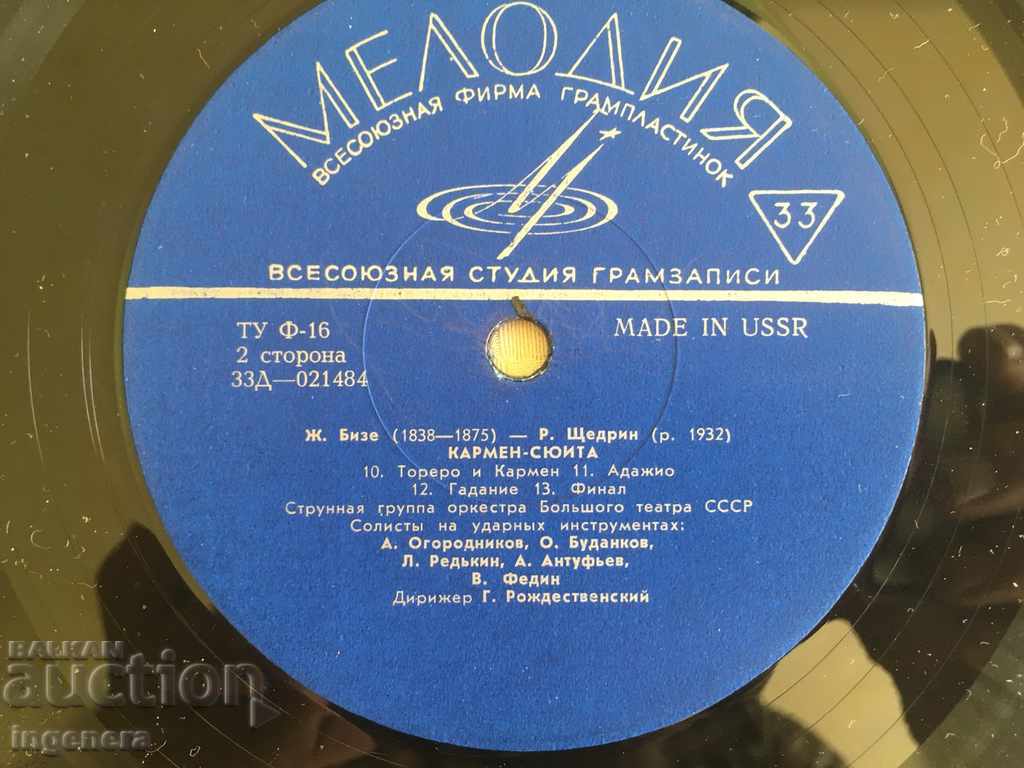 МЕЛОДИЯ
ВСЕСОЮЗНАЯ ФИРМА ГРАМПЛАСТИНОК
33
ВСЕСОЮЗНАЯ СТУДИЯ ГРАМЗАПИСИ
ТУ Ф-16
MADE IN USSR
2 сторона
33Д—021484
Ж. Бизе (1838—1875) — Р. Щедрин (р. 1932)
КАРМЕН-СЮИТА
10. Тореро и Кармен 11. Адажио
12. Гадание 13. Финал
Струнная группа оркестра Большого театра СССР
Солисты на ударных инструментах:
А. Огородников, О. Буданков,
Л. Редькин, А. Антуфьев,
В. Федин
Дирижер Г. Рождественский
БАЛКАН
auction
ingenera